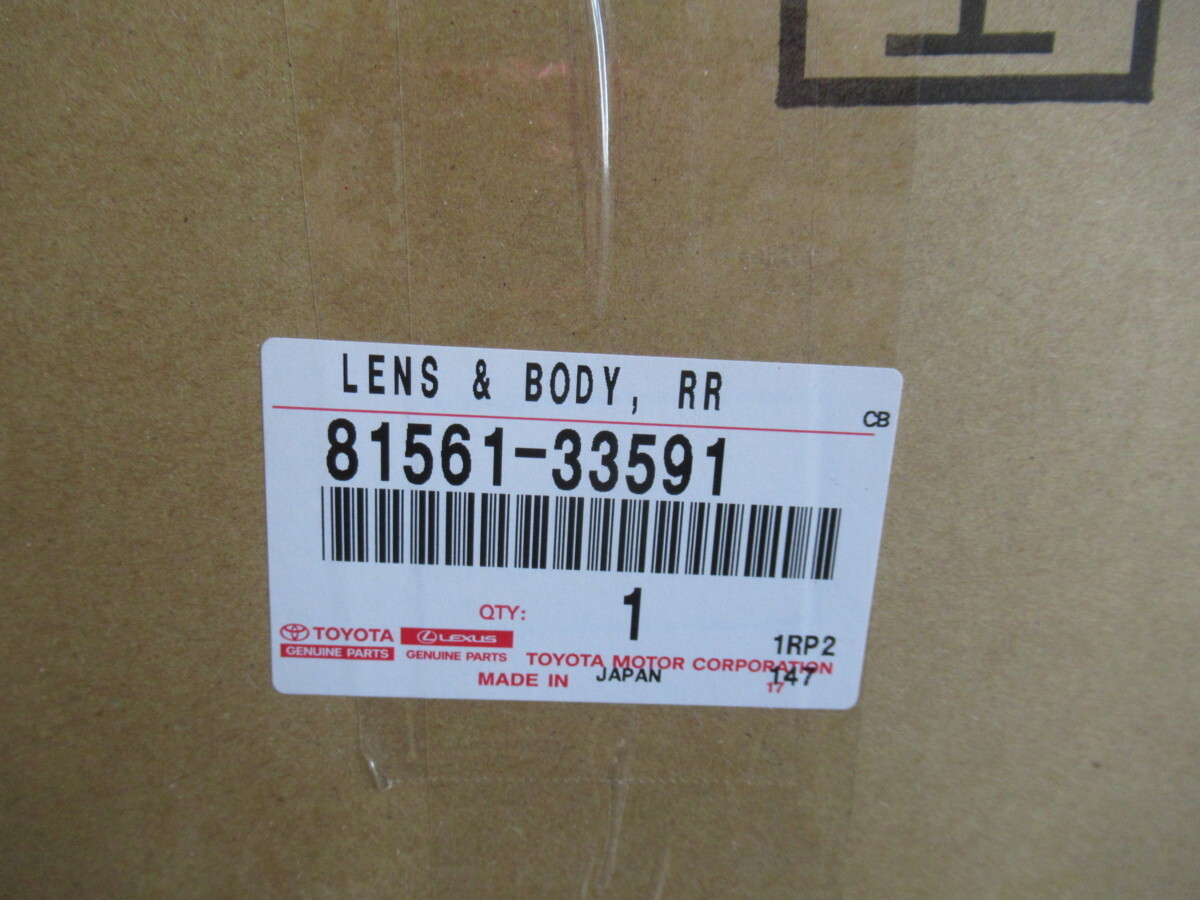 LENS & BODY, RR
CB
81561-33591
QTY: 1
TOYOTA LEXUS 1RP2
GENUINE PARTS GENUINE PARTS TOYOTA MOTOR CORPORATION
MADE IN JAPAN 147
17